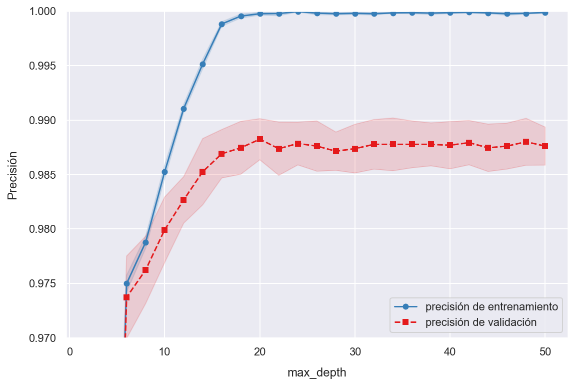 1.000
0.995
0.990
0.985
0.980
0.975
0.970
Precisión
0 10 20 30 40 50
max_depth
precisión de entrenamiento
precisión de validación